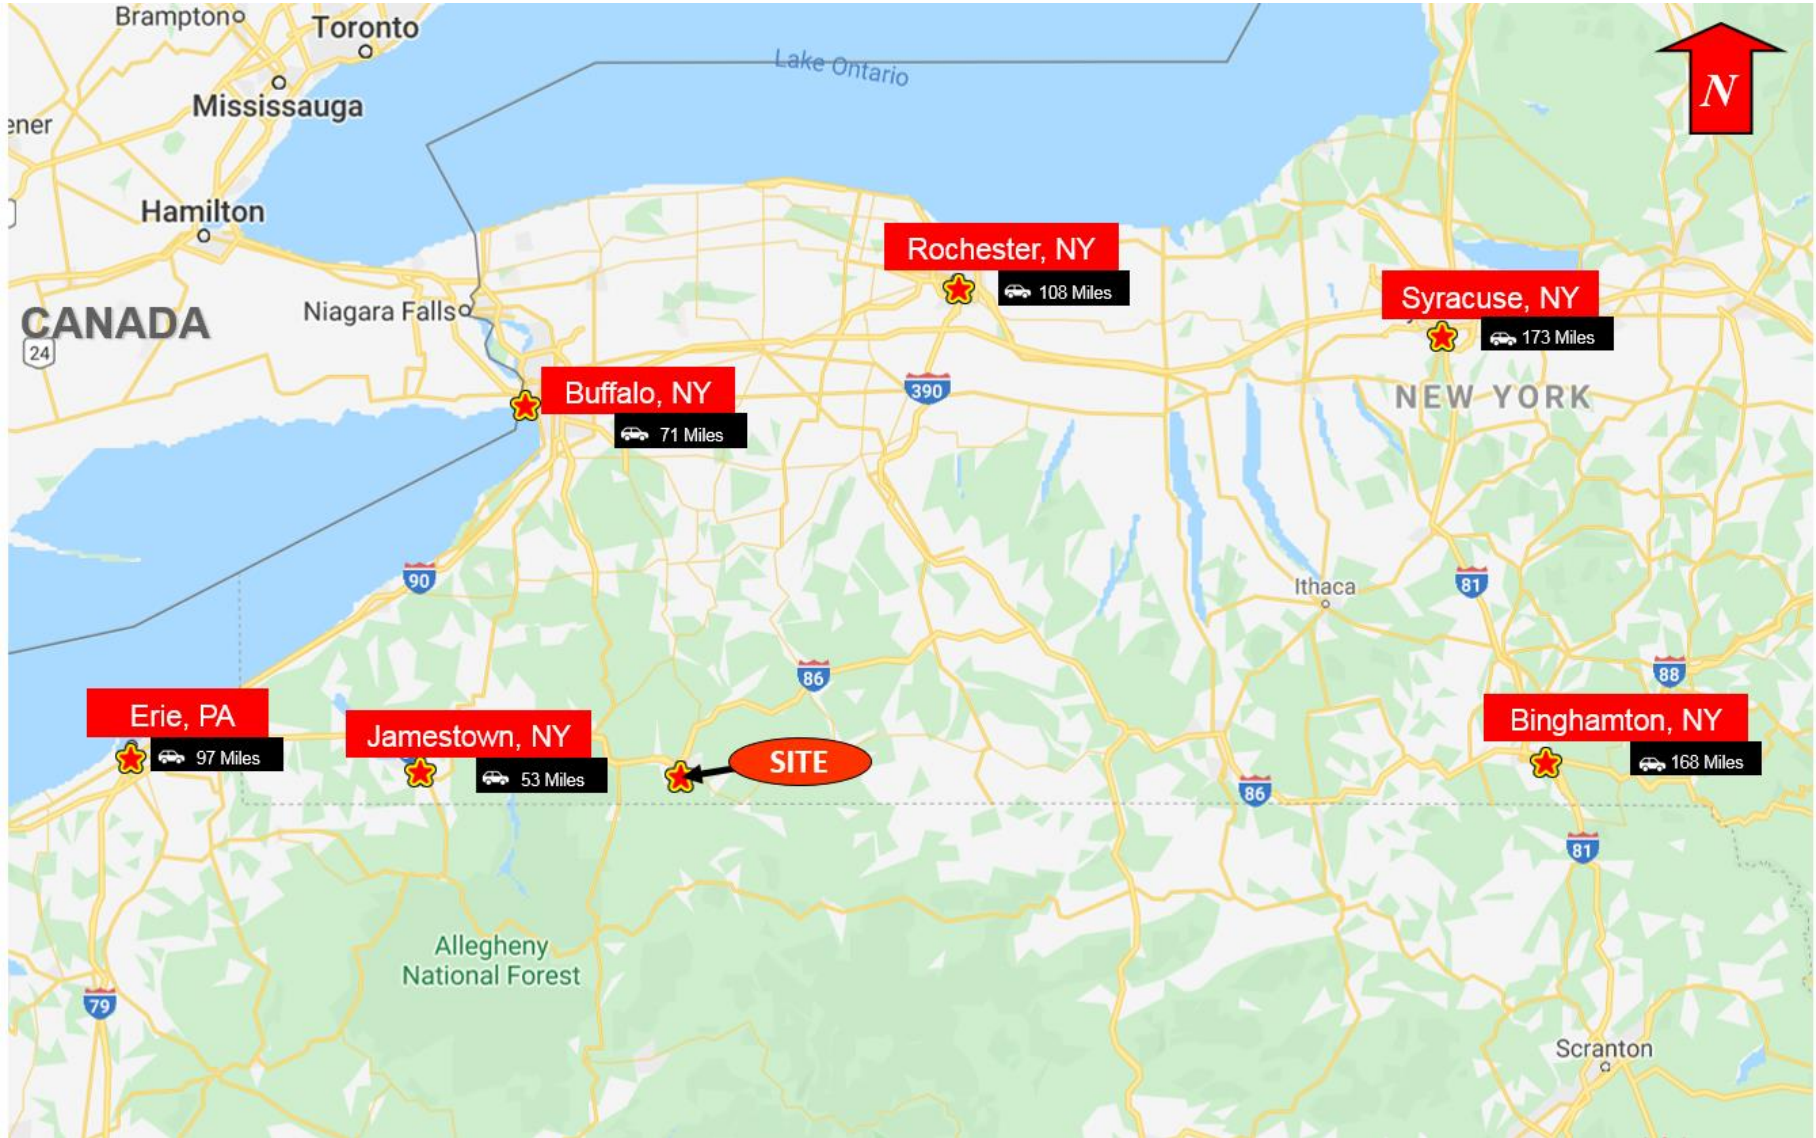 Brampton
Toronto
Lake Ontario
N
Mississauga
ener
Hamilton
Rochester, NY
108 Miles
Niagara Falls
CANADA
24
Syracuse, NY
173 Miles
Buffalo, NY
71 Miles
390
NEW YORK
90
Ithaca
81
86
88
Erie, PA
97 Miles
Jamestown, NY
53 Miles
SITE
Binghamton, NY
168 Miles
86
81
Allegheny
National Forest
79
Scranton